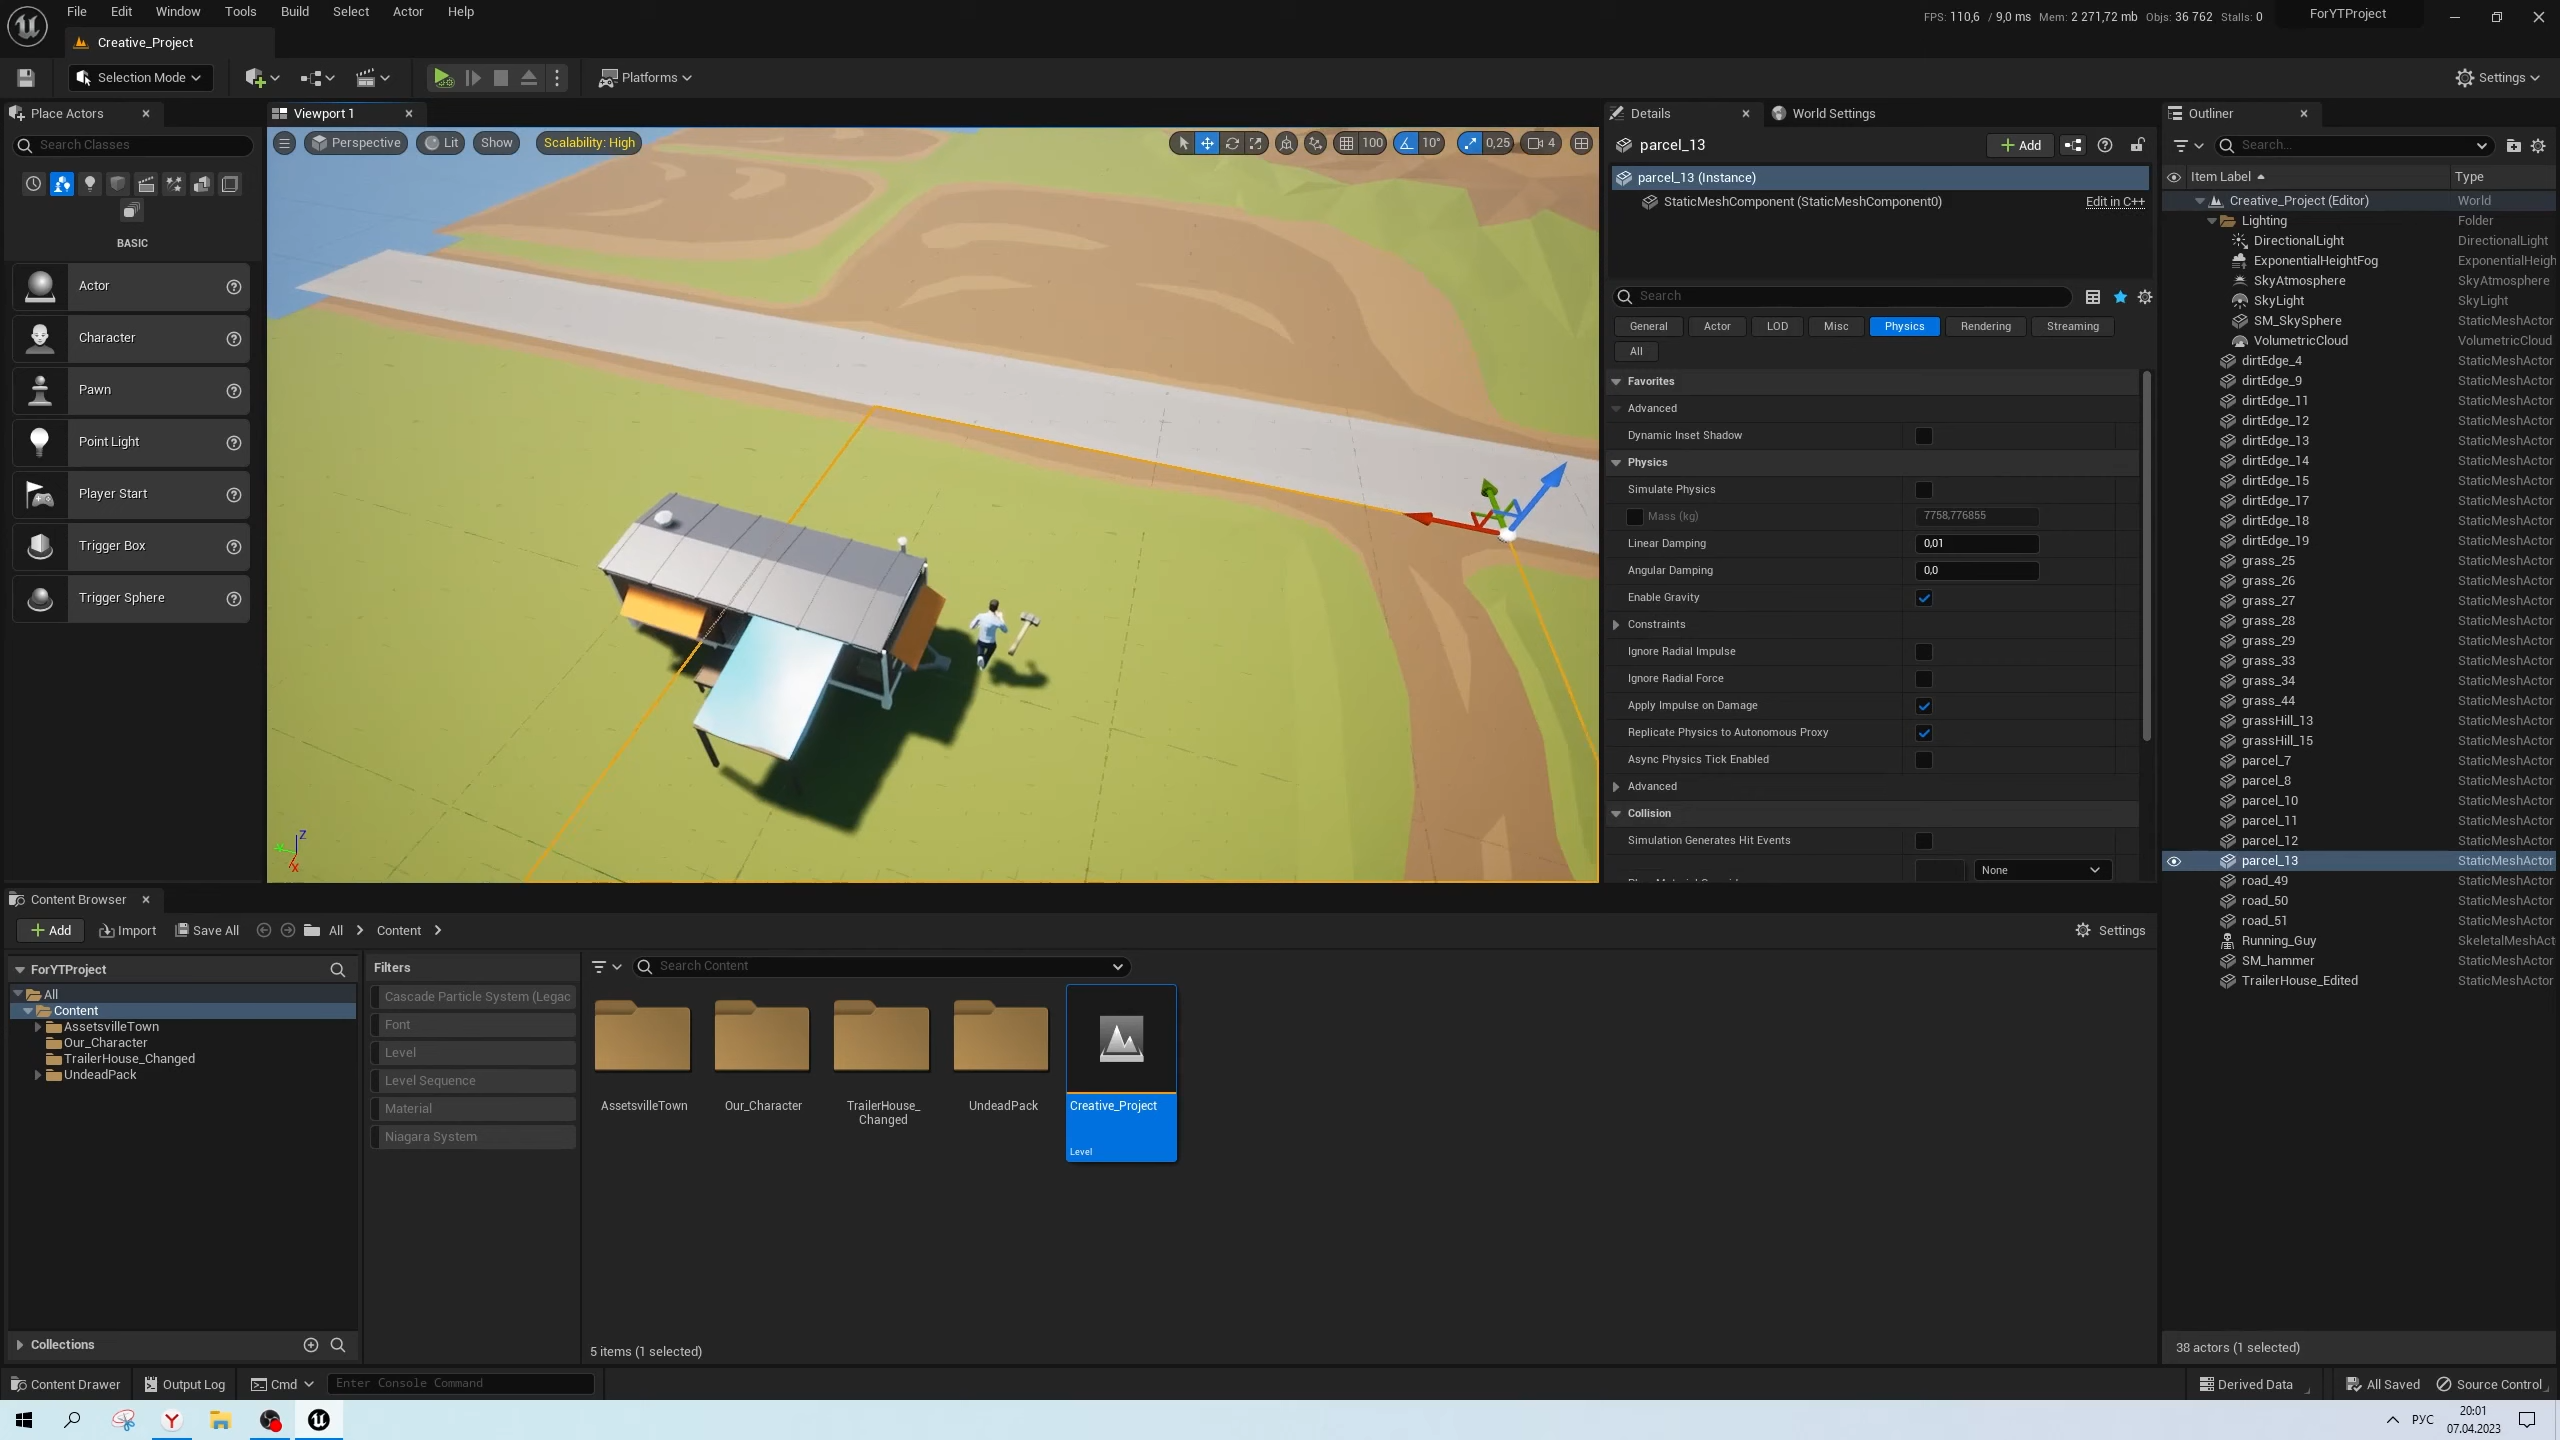 File Edit Window Tools Build Select Actor Help
FPS: 110,6 / 9,0 ms Mem: 2 271,72 mb Objs: 36 762 Stalls: 0
ForYTProject
Creative_Project
Selection Mode
Platforms
Settings
Place Actors
Search Classes
BASIC
Actor
Character
Pawn
Point Light
Player Start
Trigger Box
Trigger Sphere
Viewport 1
Perspective Lit Show Scalability: High
100 10° 0,25 4
Z
X
Details World Settings
parcel_13
Add
parcel_13 (Instance)
StaticMeshComponent (StaticMeshComponent0) Edit in C++
Search
General Actor LOD Misc Physics Rendering Streaming
All
Favorites
Advanced
Dynamic Inset Shadow
Physics
Simulate Physics
Mass (kg) 7758,776855
Linear Damping 0,01
Angular Damping 0,0
Enable Gravity
Constraints
Ignore Radial Impulse
Ignore Radial Force
Apply Impulse on Damage
Replicate Physics to Autonomous Proxy
Async Physics Tick Enabled
Advanced
Collision
Simulation Generates Hit Events
None
Outliner
Search...
Item Label Type
Creative_Project (Editor) World
Lighting Folder
DirectionalLight DirectionalLight
ExponentialHeightFog ExponentialHeigh
SkyAtmosphere SkyAtmosphere
SkyLight SkyLight
SM_SkySphere StaticMeshActor
VolumetricCloud VolumetricCloud
dirtEdge_4 StaticMeshActor
dirtEdge_9 StaticMeshActor
dirtEdge_11 StaticMeshActor
dirtEdge_12 StaticMeshActor
dirtEdge_13 StaticMeshActor
dirtEdge_14 StaticMeshActor
dirtEdge_15 StaticMeshActor
dirtEdge_17 StaticMeshActor
dirtEdge_18 StaticMeshActor
dirtEdge_19 StaticMeshActor
grass_25 StaticMeshActor
grass_26 StaticMeshActor
grass_27 StaticMeshActor
grass_28 StaticMeshActor
grass_29 StaticMeshActor
grass_33 StaticMeshActor
grass_34 StaticMeshActor
grass_44 StaticMeshActor
grassHill_13 StaticMeshActor
grassHill_15 StaticMeshActor
parcel_7 StaticMeshActor
parcel_8 StaticMeshActor
parcel_10 StaticMeshActor
parcel_11 StaticMeshActor
parcel_12 StaticMeshActor
parcel_13 StaticMeshActor
road_49 StaticMeshActor
road_50 StaticMeshActor
road_51 StaticMeshActor
Running_Guy SkeletalMeshAct
SM_hammer StaticMeshActor
TrailerHouse_Edited StaticMeshActor
38 actors (1 selected)
Content Browser
Add Import Save All All Content Settings
ForYTProject
All
Content
AssetsvilleTown
Our_Character
TrailerHouse_Changed
UndeadPack
Collections
Filters
Cascade Particle System (Legac
Font
Level
Level Sequence
Material
Niagara System
Search Content
AssetsvilleTown
Our_Character
TrailerHouse_
Changed
UndeadPack
Creative_Project
Level
5 items (1 selected)
Content Drawer Output Log Cmd Enter Console Command
Derived Data All Saved Source Control
РУС
20:01
07.04.2023